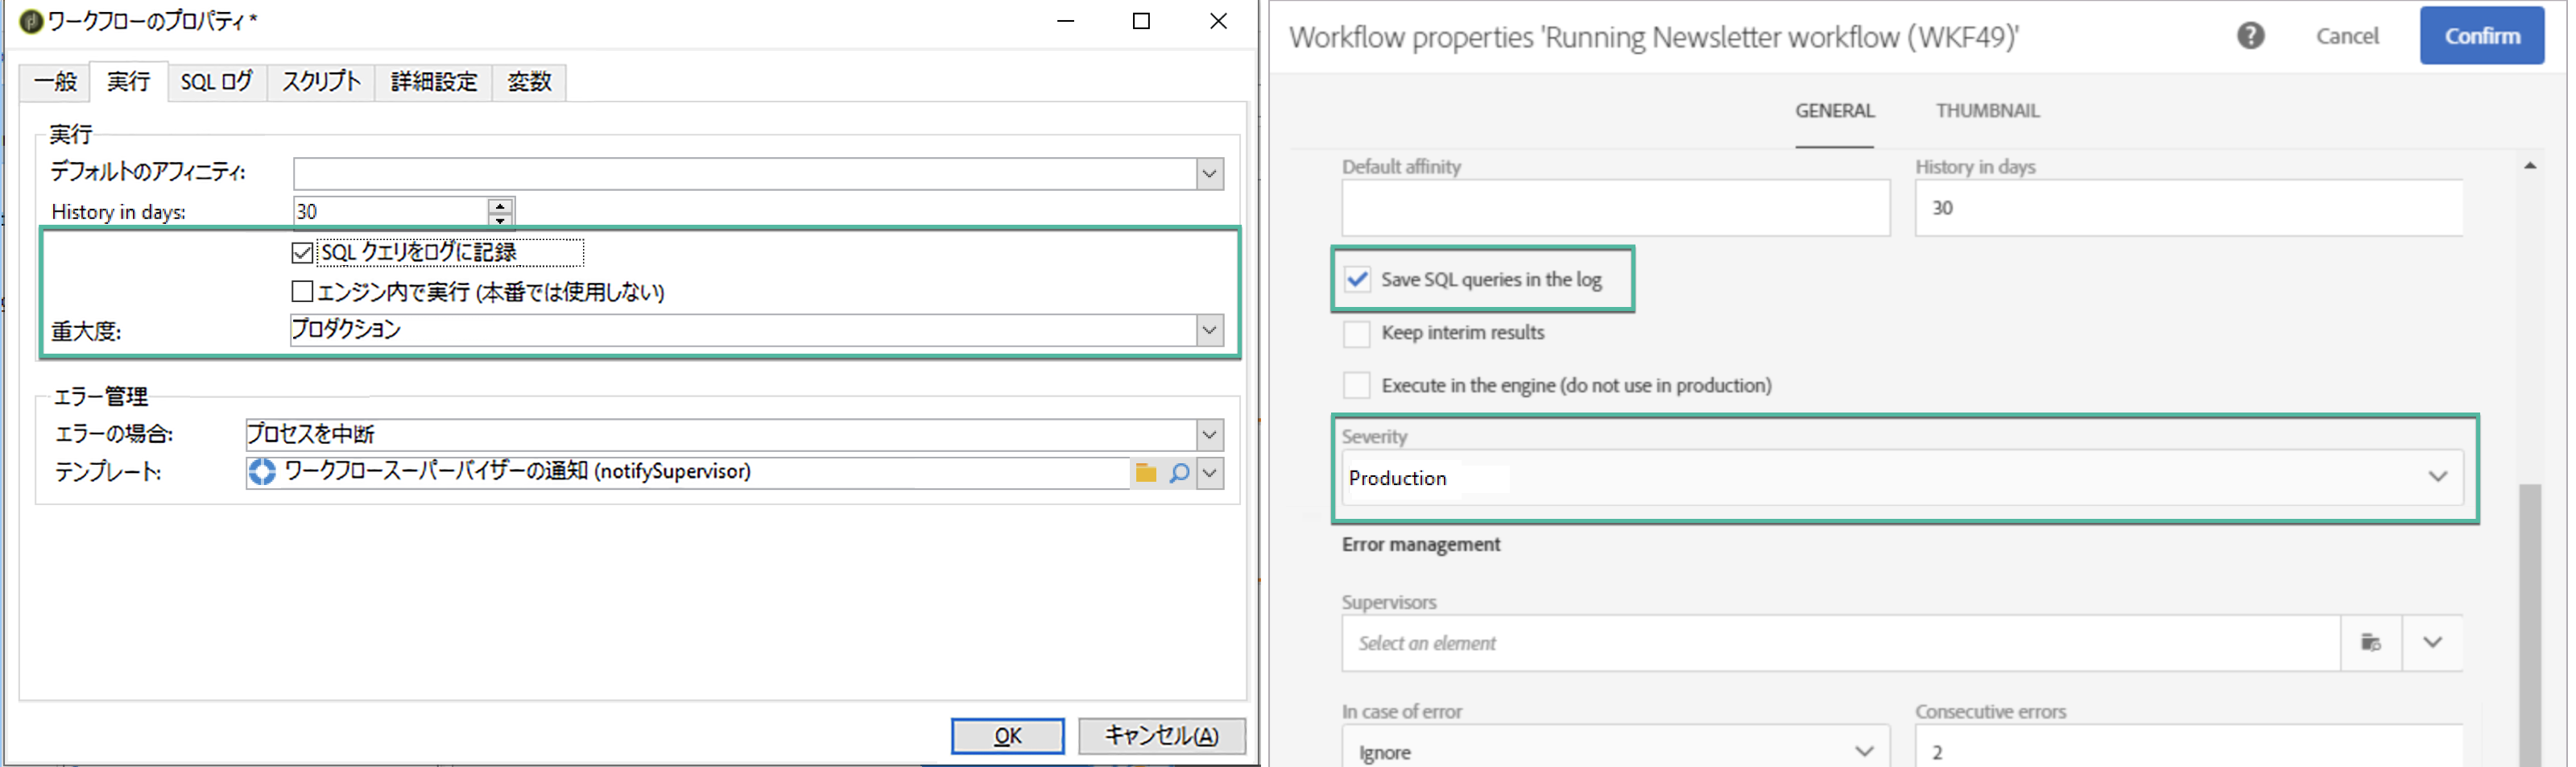 ワークフローのプロパティ *
一般 実行 SQL ログ スクリプト 詳細設定 変数
実行
デフォルトのアフィニティ:
History in days: 30
SQL クエリをログに記録
エンジン内で実行 (本番では使用しない)
重大度: プロダクション
エラー管理
エラーの場合: プロセスを中断
テンプレート: ワークフロースーパーバイザーの通知 (notifySupervisor)
OK キャンセル(A)
Workflow properties 'Running Newsletter workflow (WKF49)'
Cancel Confirm
GENERAL THUMBNAIL
Default affinity History in days
30
Save SQL queries in the log
Keep interim results
Execute in the engine (do not use in production)
Severity
Production
Error management
Supervisors
Select an element
In case of error Consecutive errors
Ignore 2